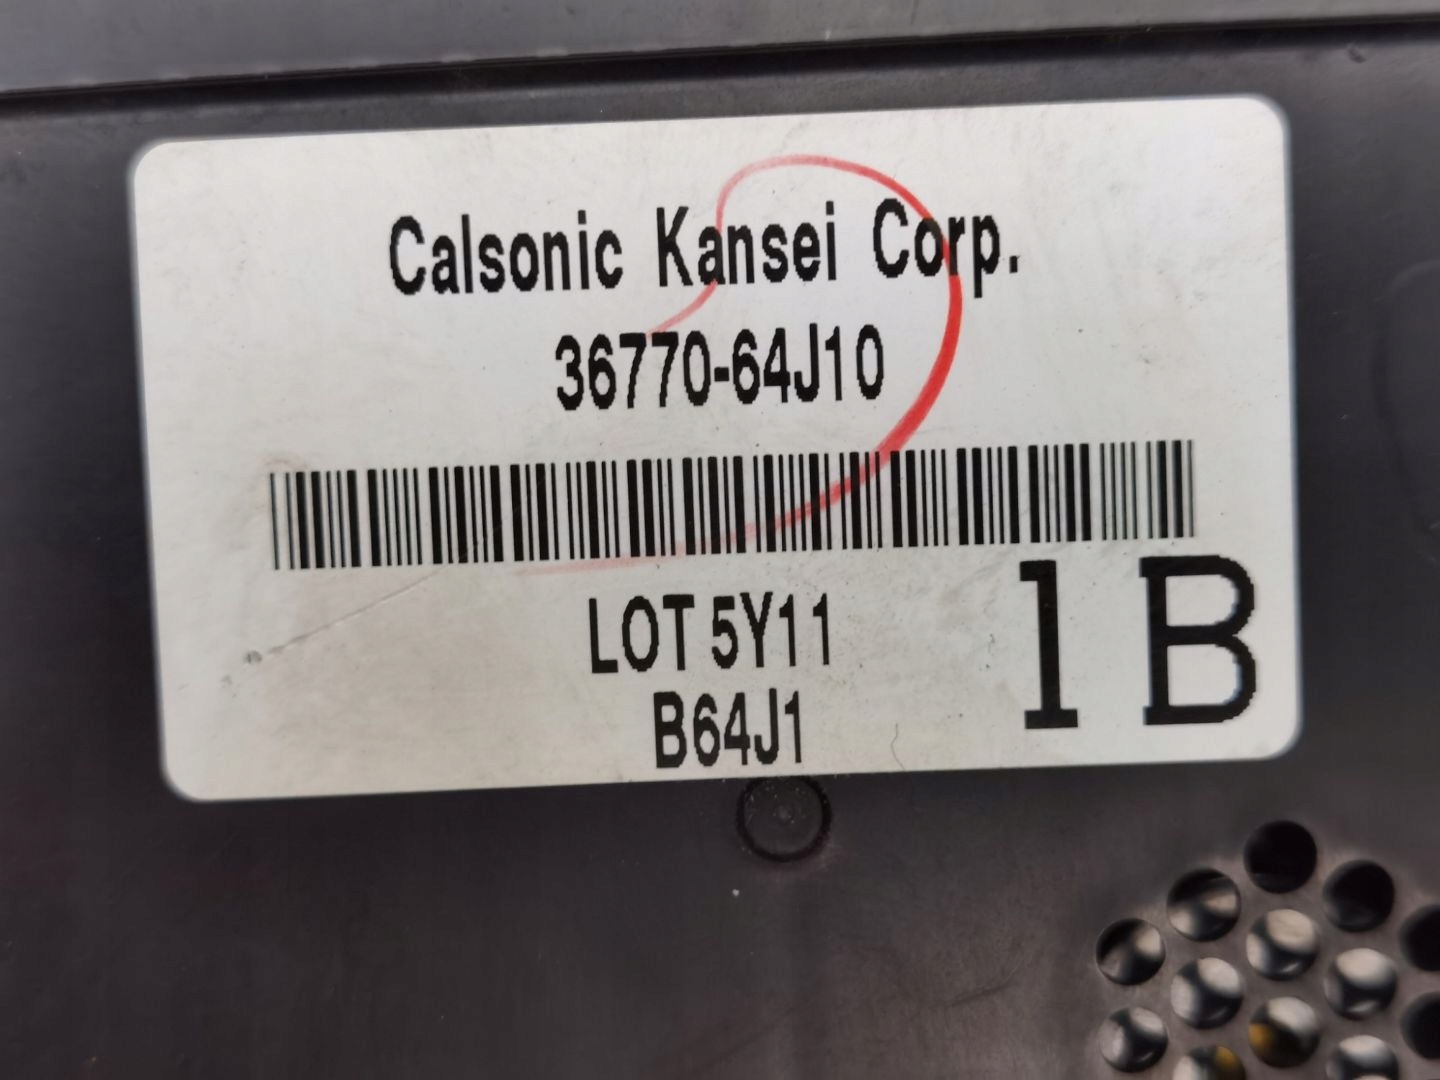 Calsonic Kansei Corp.
36770-64J10
LOT 5Y11
B64J1
1B